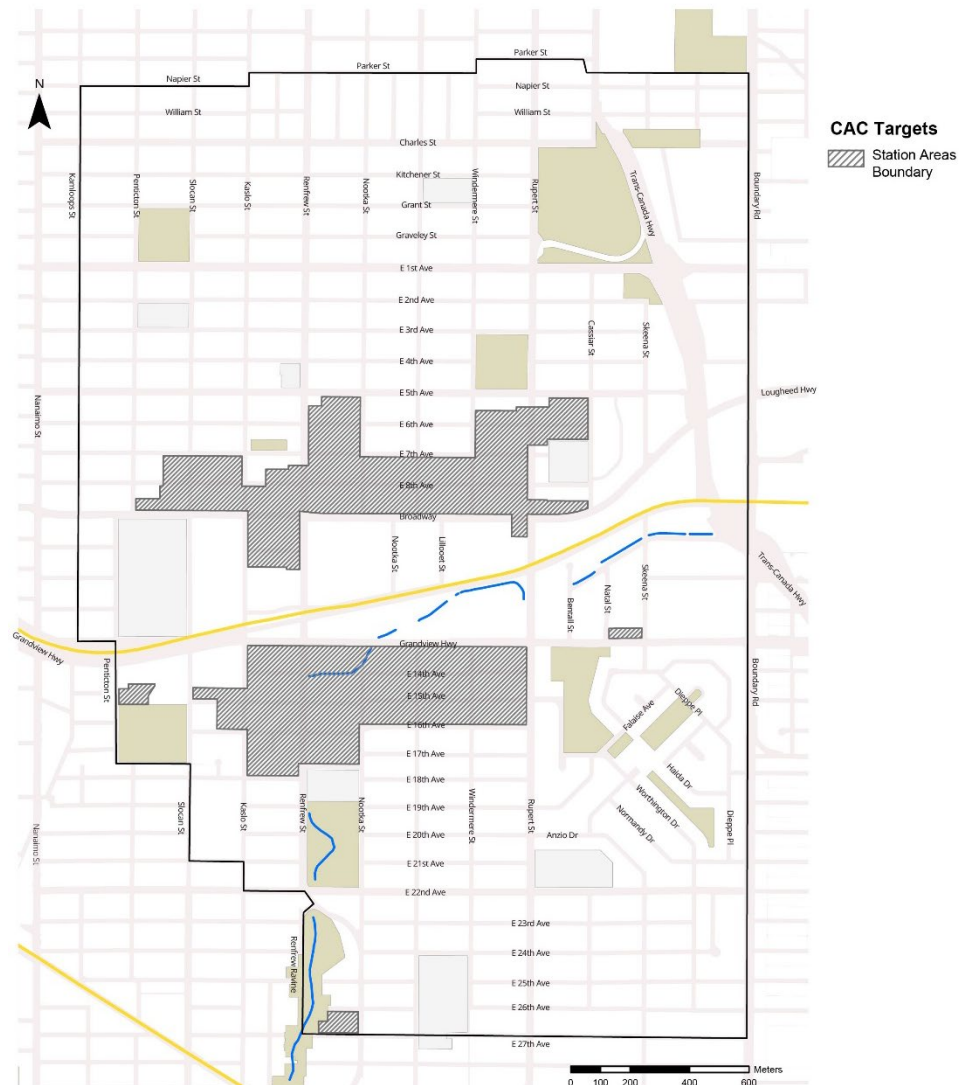 Parker St
Parker St
Napier St
Napier St
N
William St
William St
CAC Targets
Station Areas
Boundary
Charles St
Kitchener St
Kamloops St
Penticton St
Slocan St
Kaslo St
Renfrew St
Nootka St
Windermere St
Rupert St
Trans-Canada Hwy
Boundary Rd
Grant St
Graveley St
E 1st Ave
E 2nd Ave
E 3rd Ave
Cassiar St
Skeena St
E 4th Ave
E 5th Ave
Lougheed Hwy
Nanaimo St
E 6th Ave
E 7th Ave
E 8th Ave
Broadway
Nootka St
Lillooet St
Skeena St
Natal St
Bentall St
Trans-Canada Hwy
Grandview Hwy
Grandview Hwy
Penticton St
E 14th Ave
E 15th Ave
E 16th Ave
Boundary Rd
Dieppe Pl
Falaise Ave
E 17th Ave
E 18th Ave
Haida Dr
Worthington Dr
Normandy Dr
Slocan St
Kaslo St
Renfrew St
Nootka St
Windermere St
Rupert St
E 19th Ave
E 20th Ave
Anzio Dr
Dieppe Pl
Nanaimo St
E 21st Ave
E 22nd Ave
E 23rd Ave
E 24th Ave
Renfrew Ravine
E 25th Ave
E 26th Ave
E 27th Ave
Meters
0 100 200 400 600